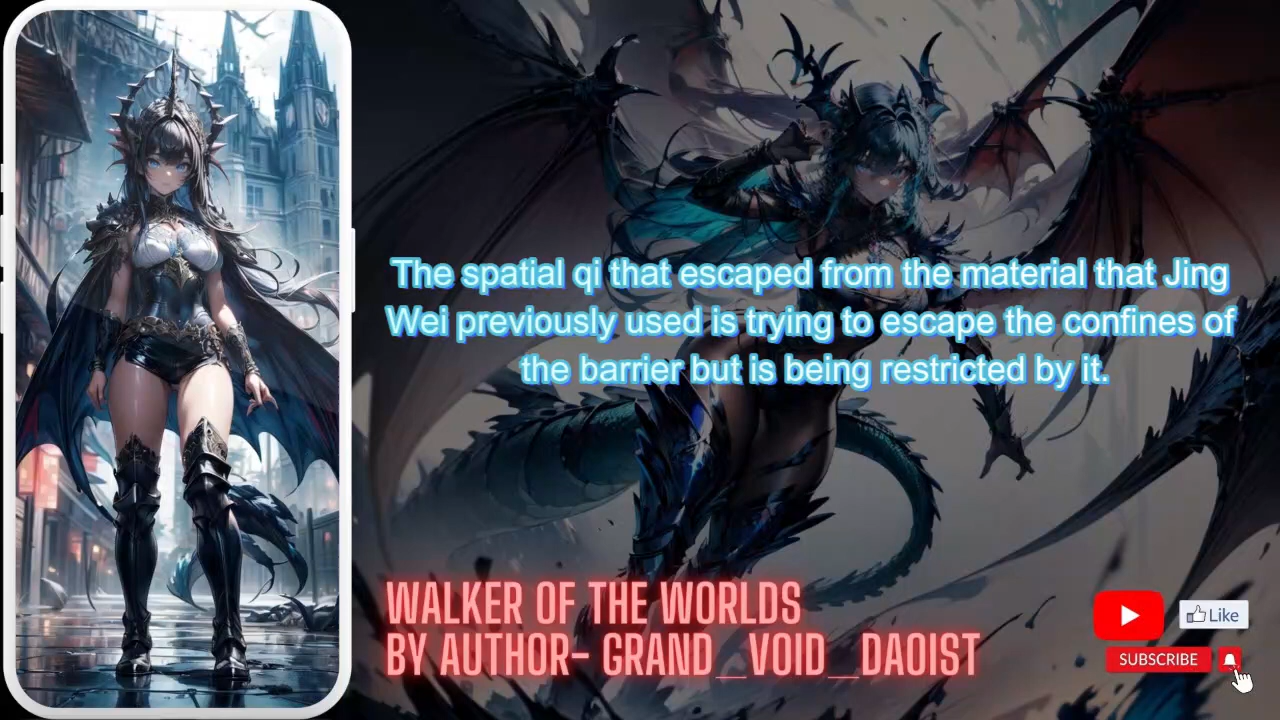 The spatial qi that escaped from the material that Jing
Wei previously used is trying to escape the confines of
the barrier but is being restricted by it.
WALKER OF THE WORLDS
BY AUTHOR- GRAND_VOID_DAOIST
Like
SUBSCRIBE